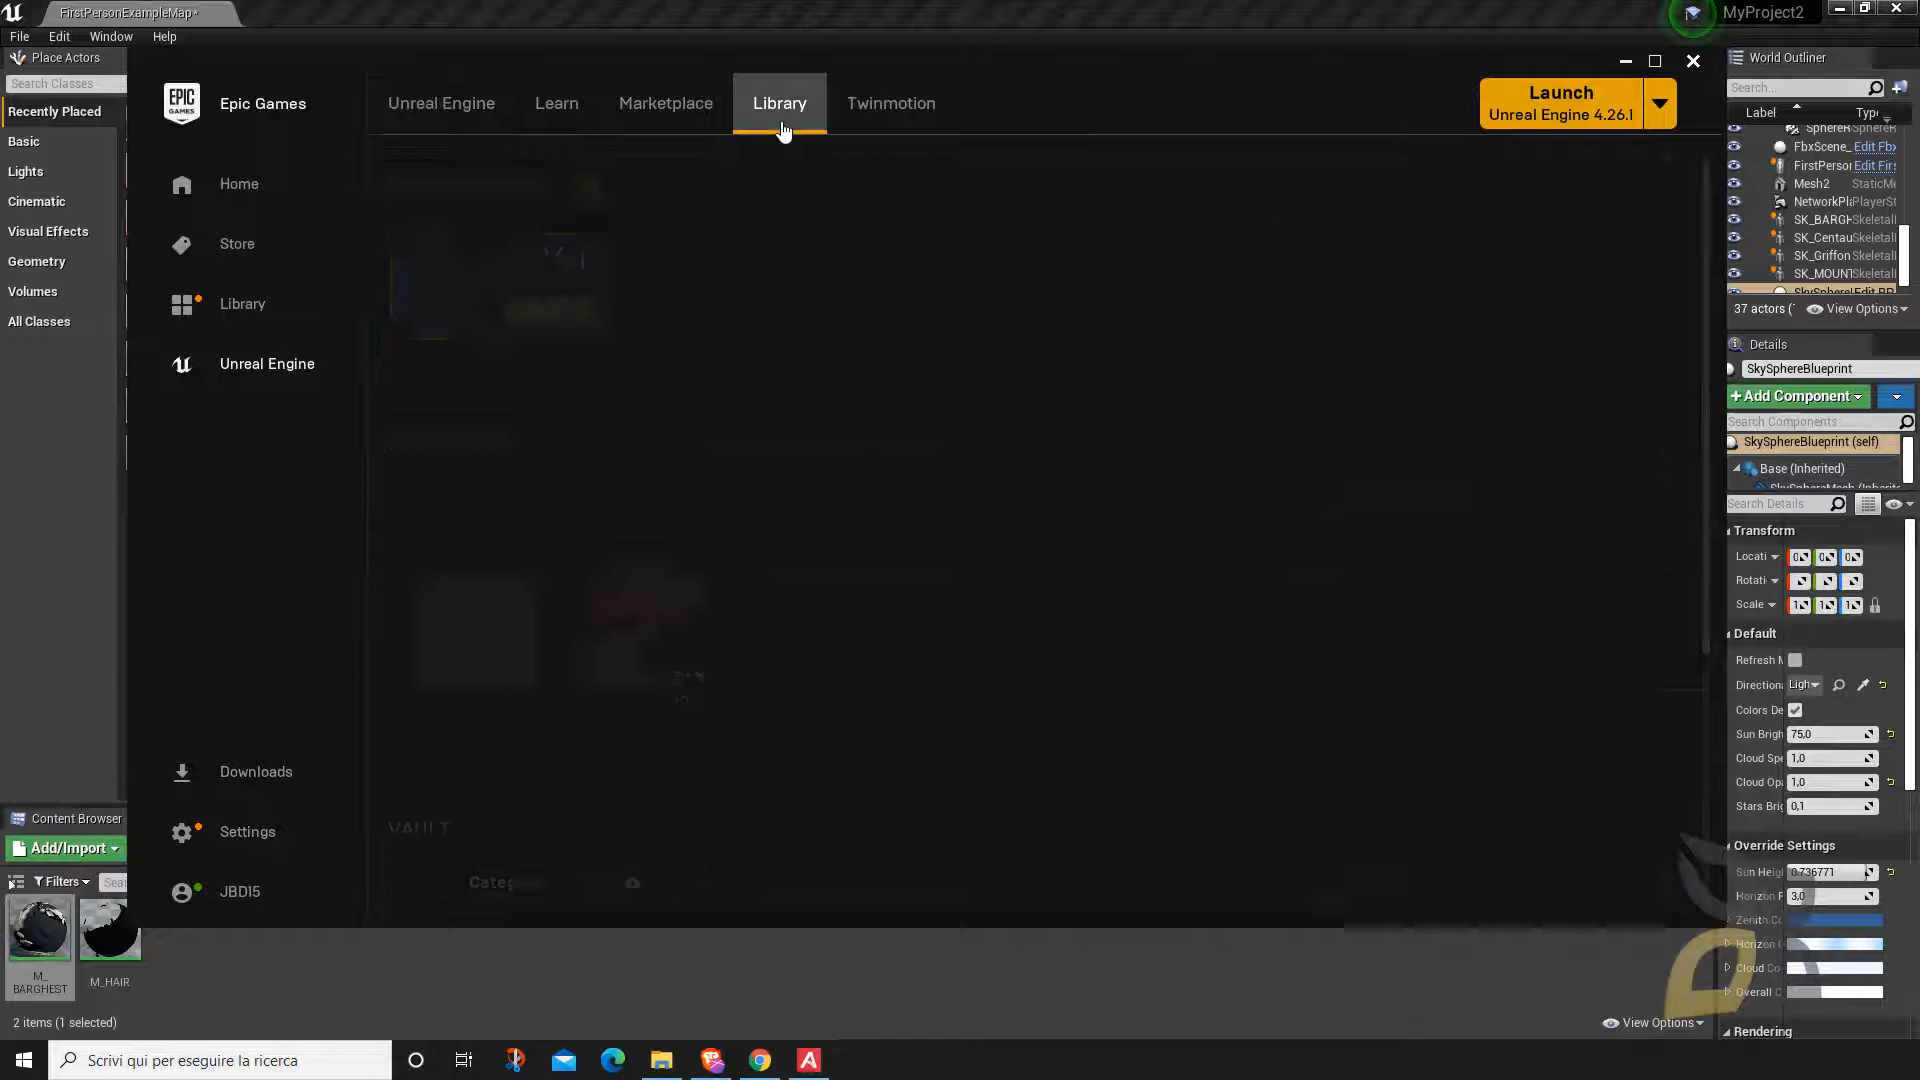 FirstPersonExampleMap*
MyProject2
File Edit Window Help
Place Actors
Search Classes
Recently Placed
Basic
Lights
Cinematic
Visual Effects
Geometry
Volumes
All Classes
EPIC GAMES
Epic Games
Unreal Engine Learn Marketplace Library Twinmotion
Launch
Unreal Engine 4.26.1
Home
Store
Library
Unreal Engine
Downloads
Settings
JBD15
VAULT
World Outliner
Search...
Label
FbxScene_ Edit Fbx
FirstPerson Edit Firs
Mesh2
NetworkPl
SK_BARGH Skeletal
SK_Centau Skeletal
SK_Griffon Skeletal
SK_MOUNT Skeletal
37 actors (
View Options
Details
SkySphereBlueprint
+Add Component
Search Components
SkySphereBlueprint (self)
Base (Inherited)
Search Details
Transform
Locati
Rotati
Scale
Default
Refresh M
Direction Ligh
Colors De
Sun Brigh 75,0
Cloud Spe 1,0
Cloud Op 1,0
Stars Bri 0,1
Override Settings
Sun Heig 0.736771
Horizon F 3,0
Zenith Co
Horizon
Cloud Co
Overall C
Rendering
Content Browser
Add/Import
Filters
M_
BARGHEST
M_HAIR
2 items (1 selected)
View Options
Scrivi qui per eseguire la ricerca